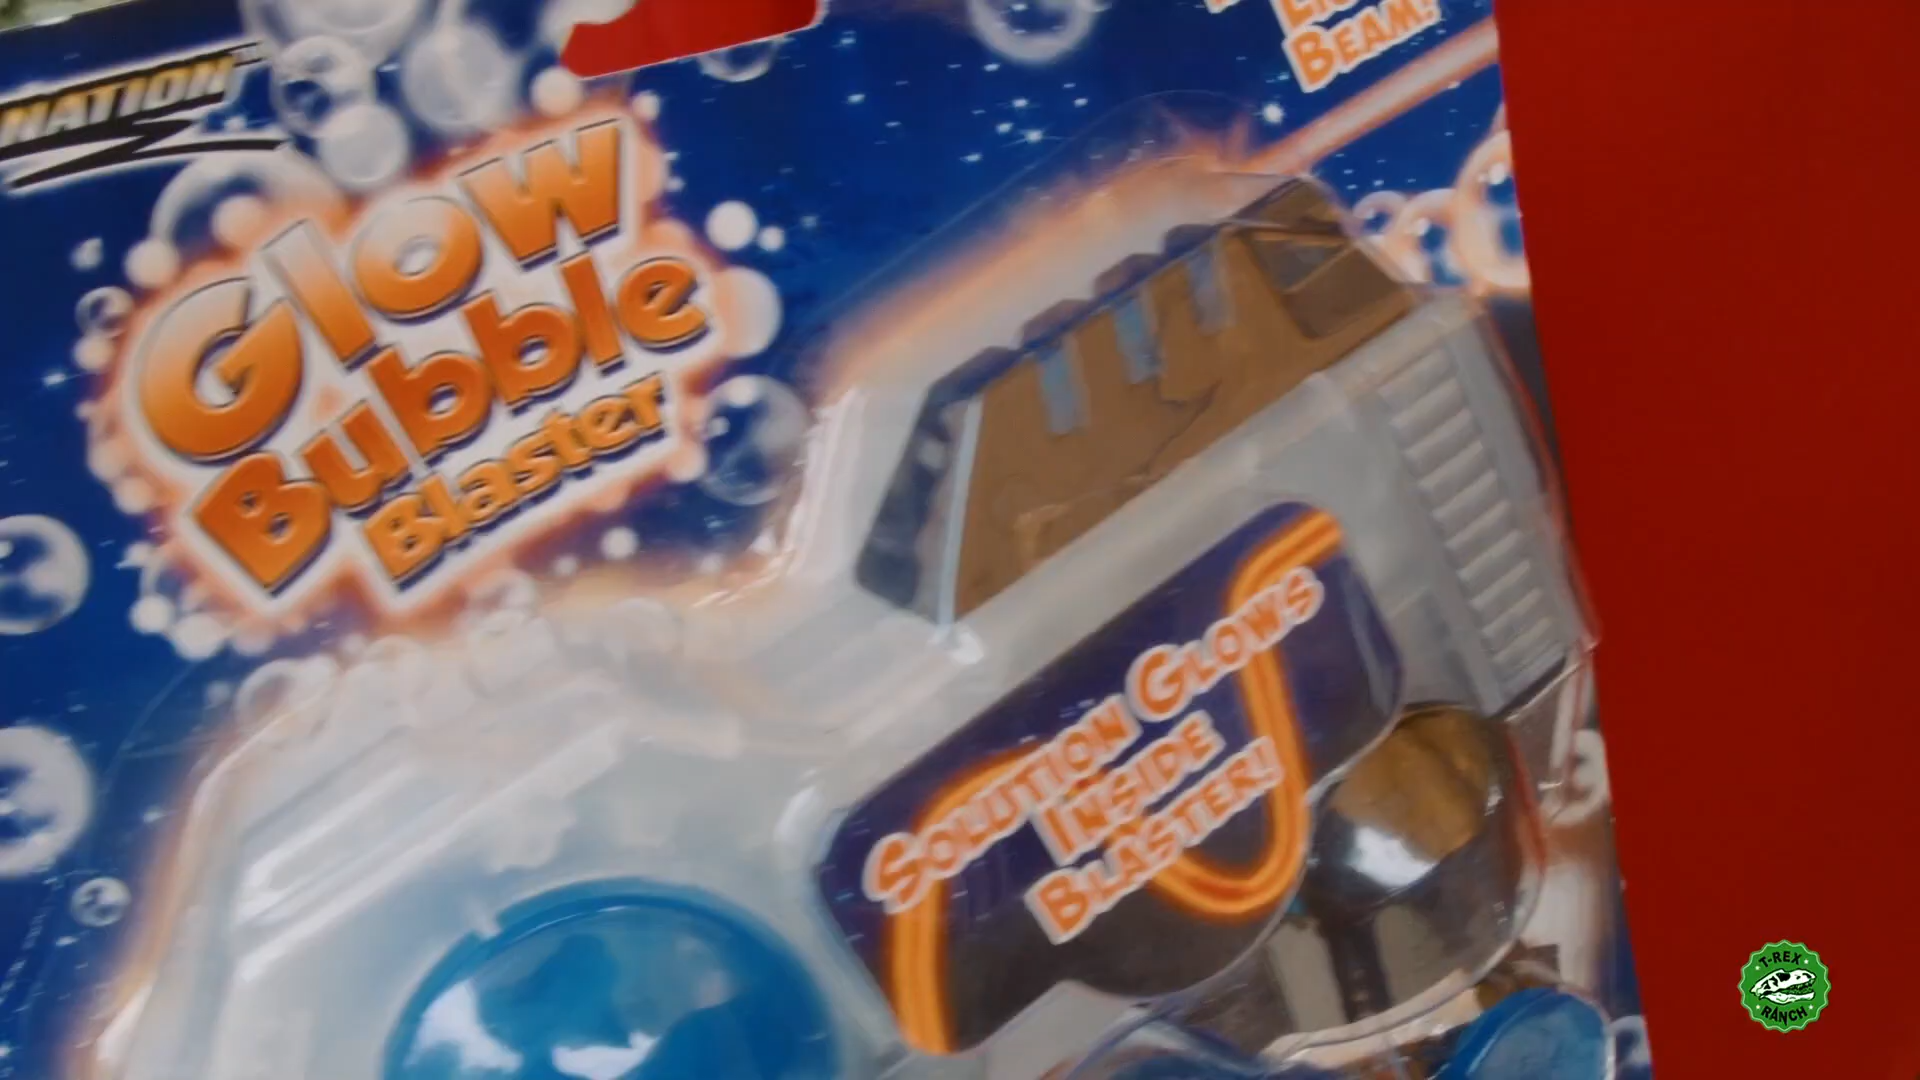 NATION
BEAM!
Glow
Bubble
Blaster
SOLUTION GLOWS
INSIDE
BLASTER!
T-REX
RANCH